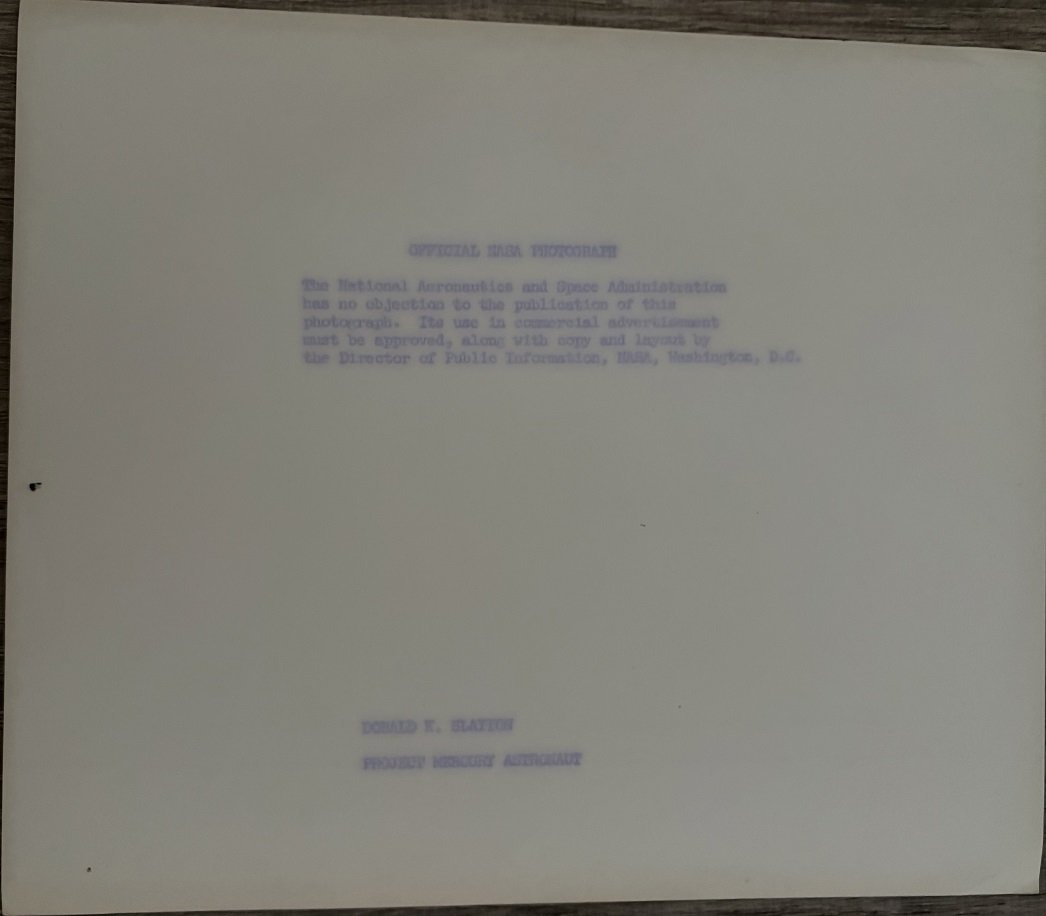 OFFICIAL NASA PHOTOGRAPH
The National Aeronautics and Space Administration
has no objection to the publication of this
photograph. Its use in commercial advertisement
must be approved, along with copy and layout by
the Director of Public Information, NASA, Washington, D.C.
DONALD K. SLAYTON
PROJECT MERCURY ASTRONAUT